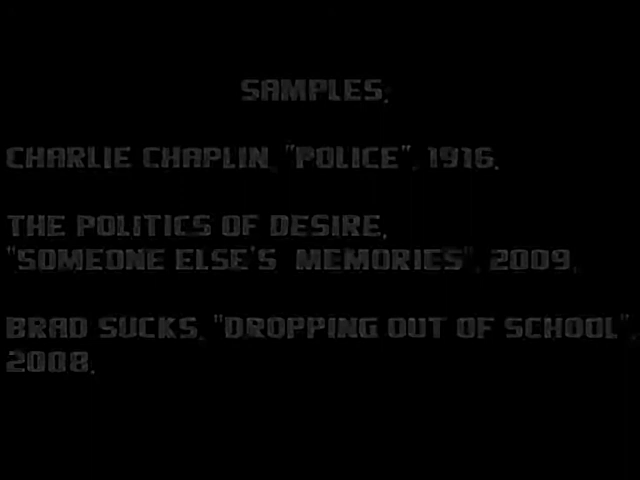 SAMPLES:
CHARLIE CHAPLIN, "POLICE", 1916.
THE POLITICS OF DESIRE,
"SOMEONE ELSE'S MEMORIES", 2009.
BRAD SUCKS, "DROPPING OUT OF SCHOOL",
2008.